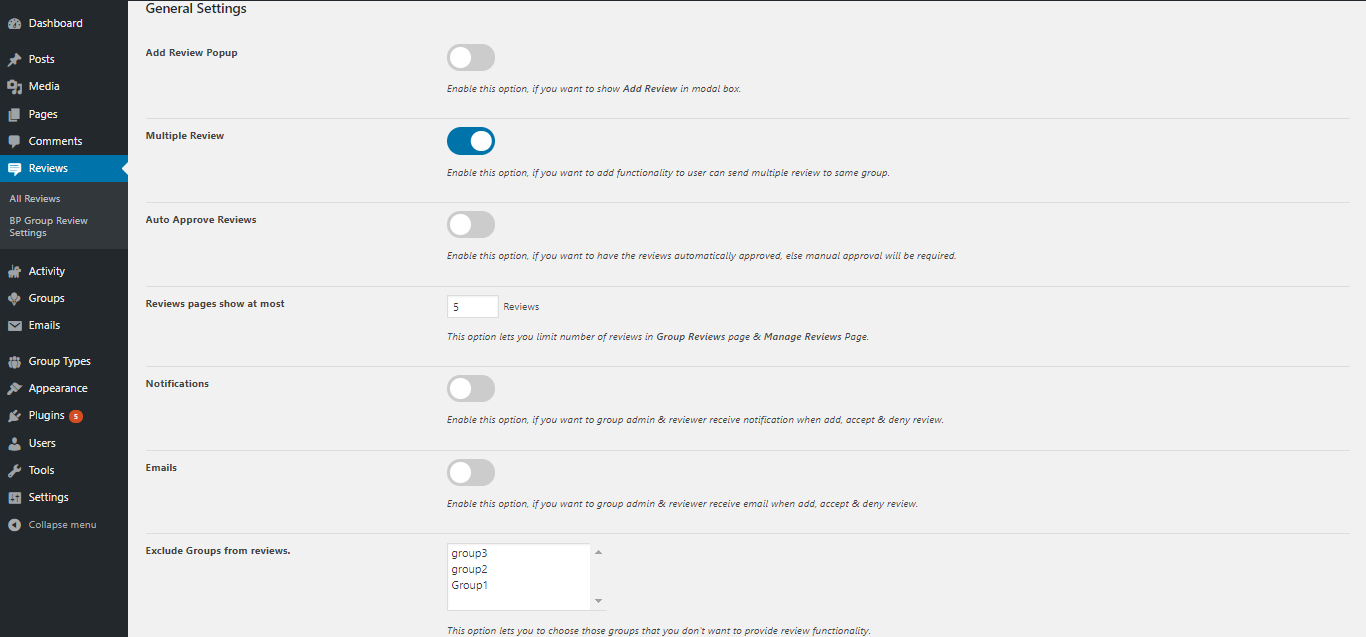 General Settings
Dashboard
Posts
Media
Pages
Comments
Reviews
All Reviews
BP Group Review
Settings
Activity
Groups
Emails
Group Types
Appearance
Plugins 5
Users
Tools
Settings
Collapse menu
Add Review Popup
Enable this option, if you want to show Add Review in modal box.
Multiple Review
Enable this option, if you want to add functionality to user can send multiple review to same group.
Auto Approve Reviews
Enable this option, if you want to have the reviews automatically approved, else manual approval will be required.
Reviews pages show at most
5 Reviews
This option lets you limit number of reviews in Group Reviews page & Manage Reviews Page.
Notifications
Enable this option, if you want to group admin & reviewer receive notification when add, accept & deny review.
Emails
Enable this option, if you want to group admin & reviewer receive email when add, accept & deny review.
Exclude Groups from reviews.
group3
group2
Group1
This option lets you to choose those groups that you don't want to provide review functionality.